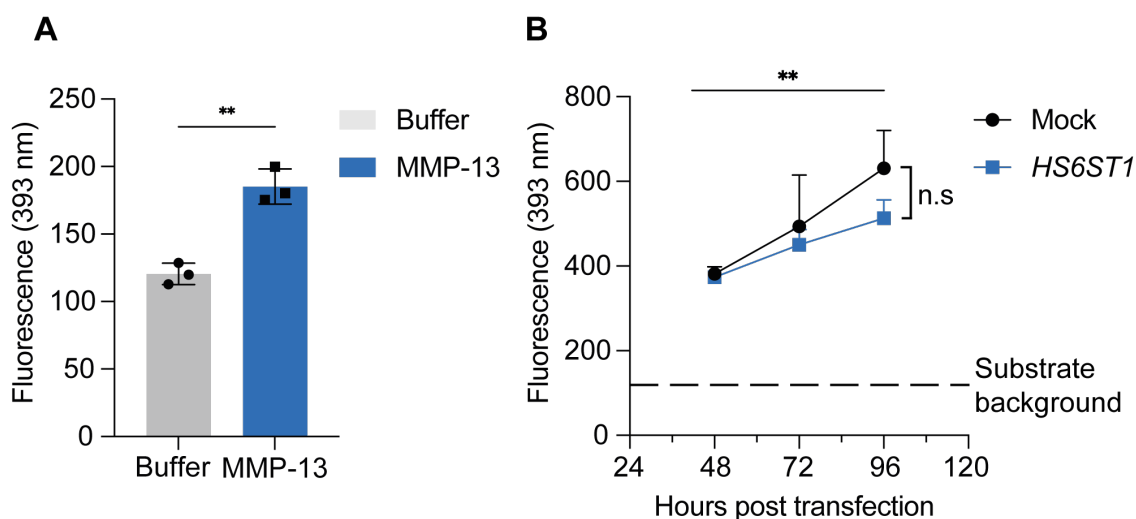 A
Fluorescence (393 nm)
250
200
150
100
50
0
**
Buffer
MMP-13
Buffer
MMP-13
B
Fluorescence (393 nm)
800
600
400
200
0
**
n.s
Mock
HS6ST1
Substrate
background
24
48
72
96
120
Hours post transfection